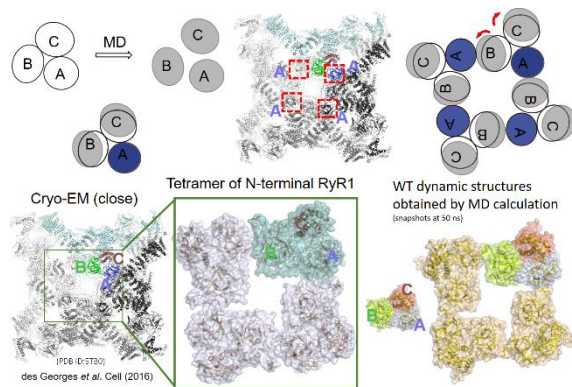 C
B
A
MD
C
B
A
C
B
A
B
A
A
A
A
C
A
B
C
A
B
B
A
B
A
C
C
Cryo-EM (close)
Tetramer of N-terminal RyR1
WT dynamic structures
obtained by MD calculation
(snapshots at 50 ns)
B
C
A
B
A
C
B
A
[PDB ID:5TB0]
des Georges et al. Cell (2016)